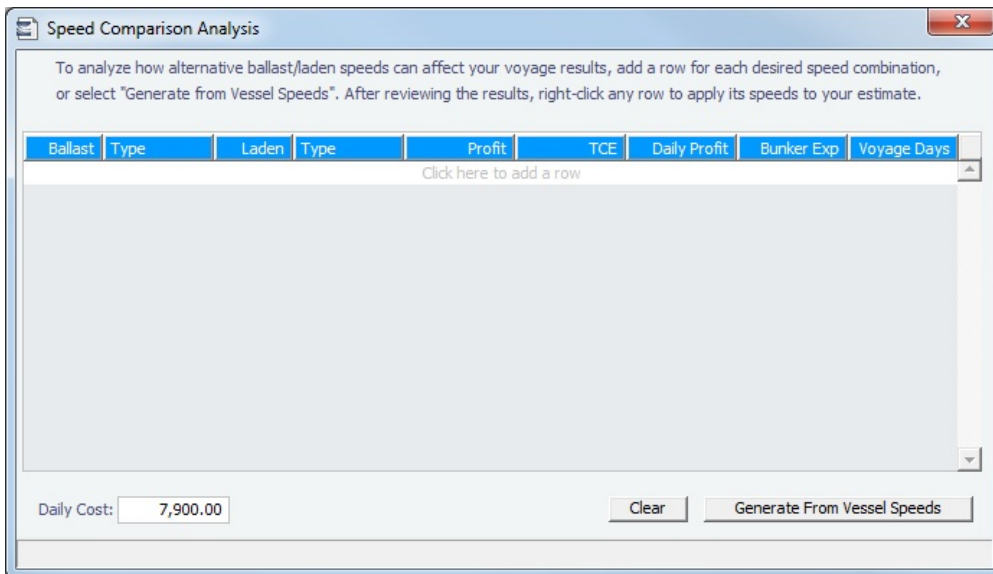 Speed Comparison Analysis
To analyze how alternative ballast/laden speeds can affect your voyage results, add a row for each desired speed combination,
or select "Generate from Vessel Speeds". After reviewing the results, right-click any row to apply its speeds to your estimate.
Ballast Type Laden Type Profit TCE Daily Profit Bunker Exp Voyage Days
Click here to add a row
Daily Cost: 7,900.00 Clear Generate From Vessel Speeds